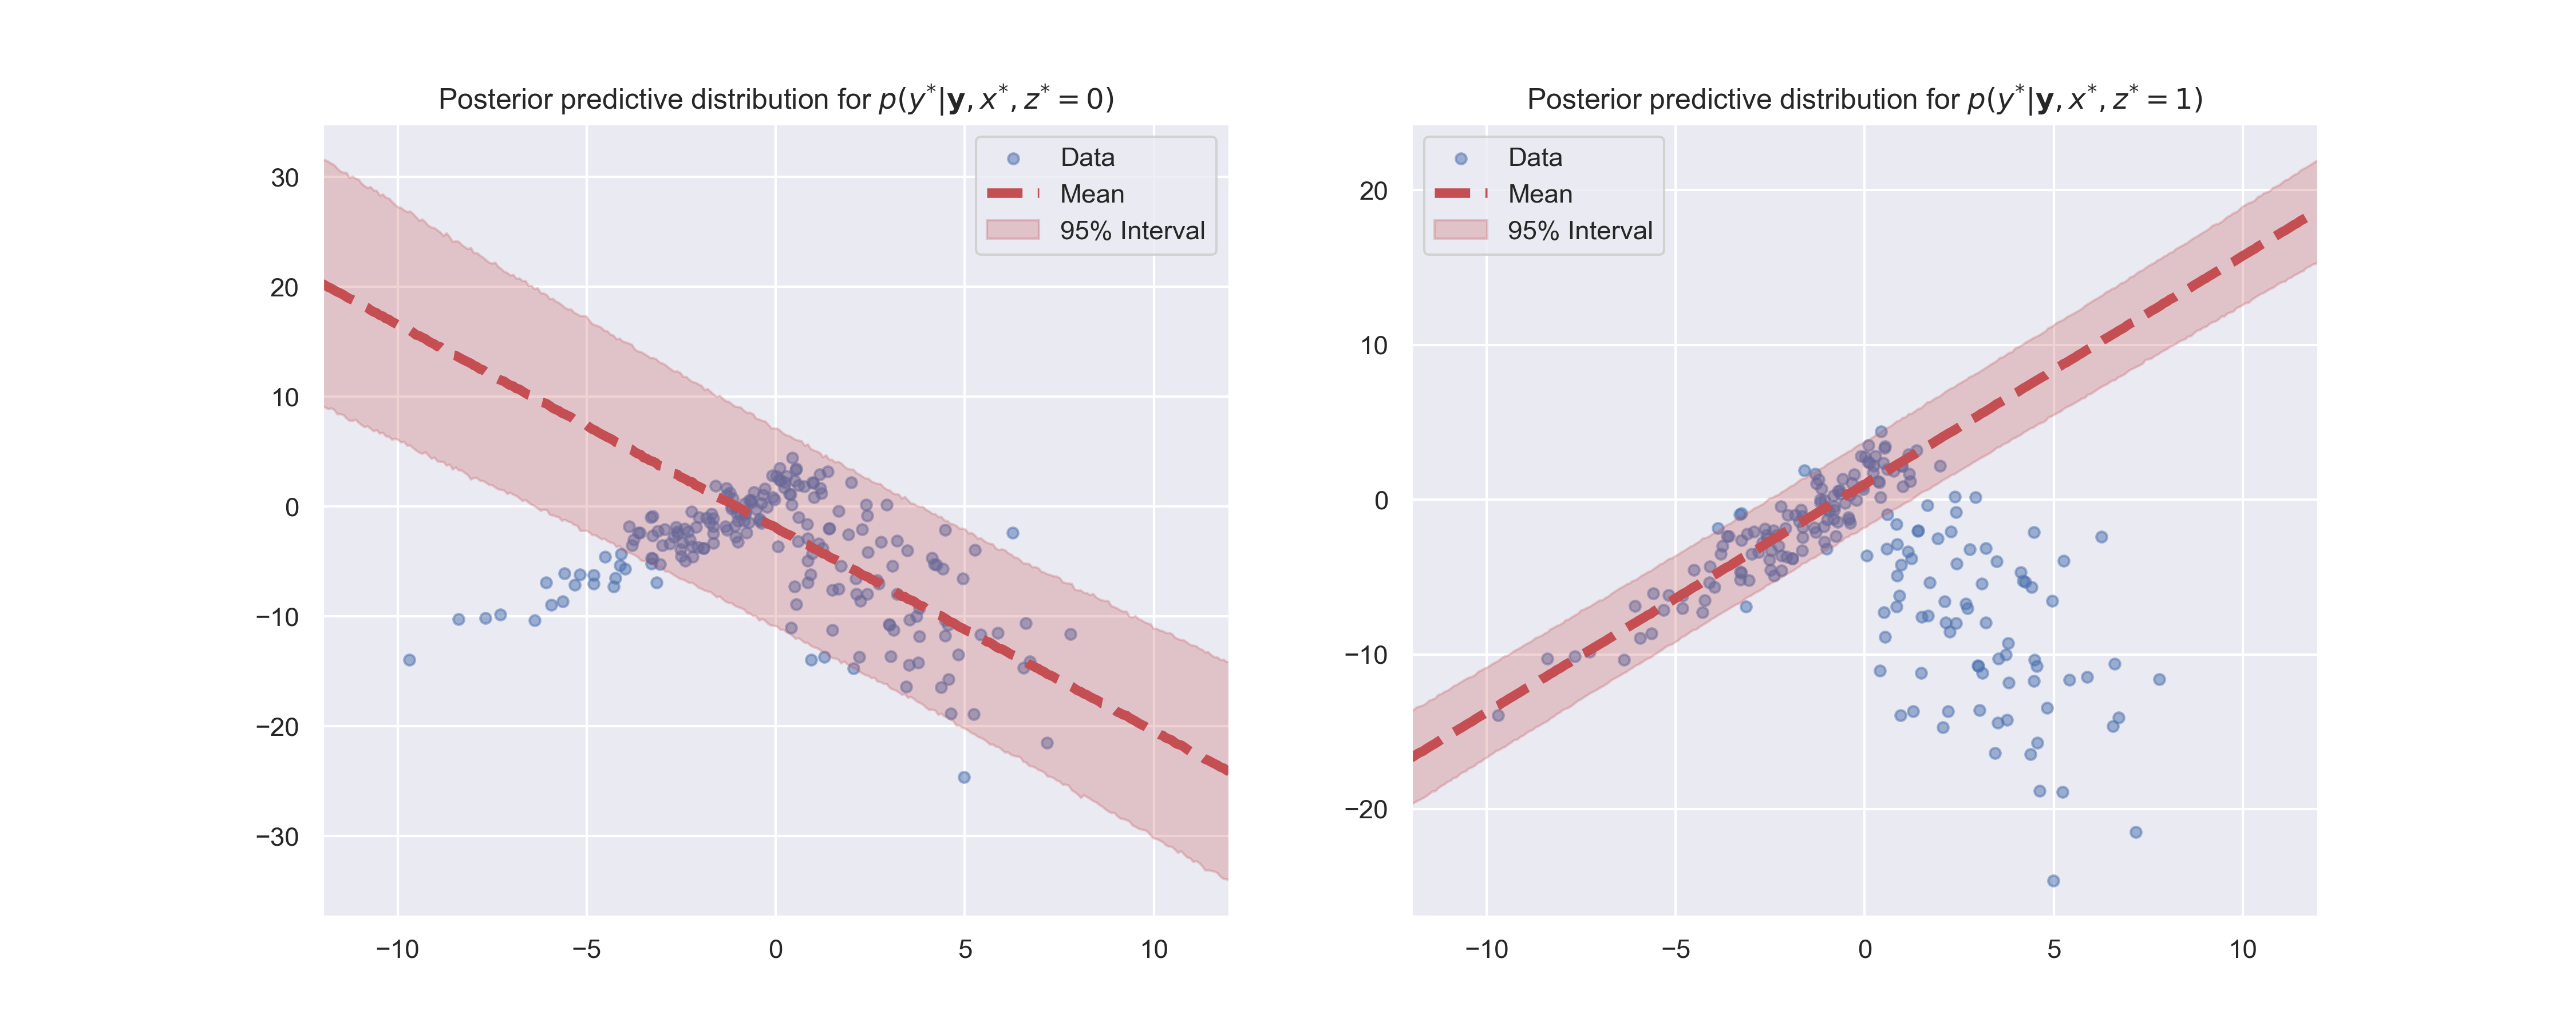 Posterior predictive distribution for p(y*|y, x*, z* = 0)
Data
Mean
95% Interval
30
20
10
0
−10
−20
−30
−10
−5
0
5
10
Posterior predictive distribution for p(y*|y, x*, z* = 1)
Data
Mean
95% Interval
20
10
0
−10
−20
−10
−5
0
5
10